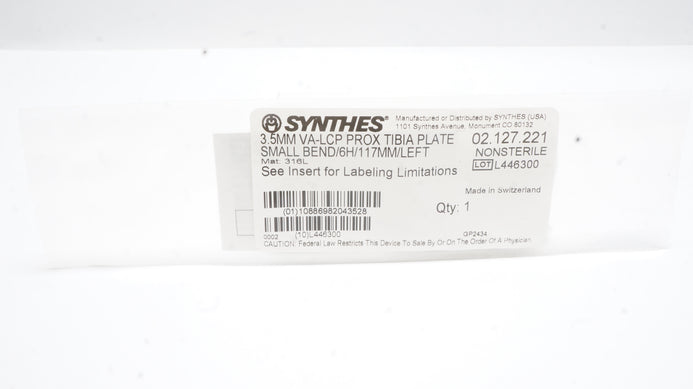 SYNTHES®
Manufactured or Distributed by SYNTHES (USA)
1101 Synthes Avenue, Monument CO 80132
3.5MM VA-LCP PROX TIBIA PLATE
02.127.221
SMALL BEND/6H/117MM/LEFT
NONSTERILE
Mat: 316L
LOT L446300
See Insert for Labeling Limitations
Made in Switzerland
(01)10886982043528
Qty: 1
0002
(10)L446300
GP2434
CAUTION: Federal Law Restricts This Device To Sale By Or On The Order Of A Physician